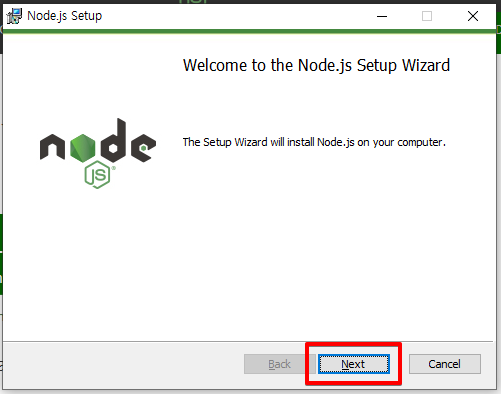 Node.js Setup
Welcome to the Node.js Setup Wizard
The Setup Wizard will install Node.js on your computer.
node
JS
Back
Next
Cancel